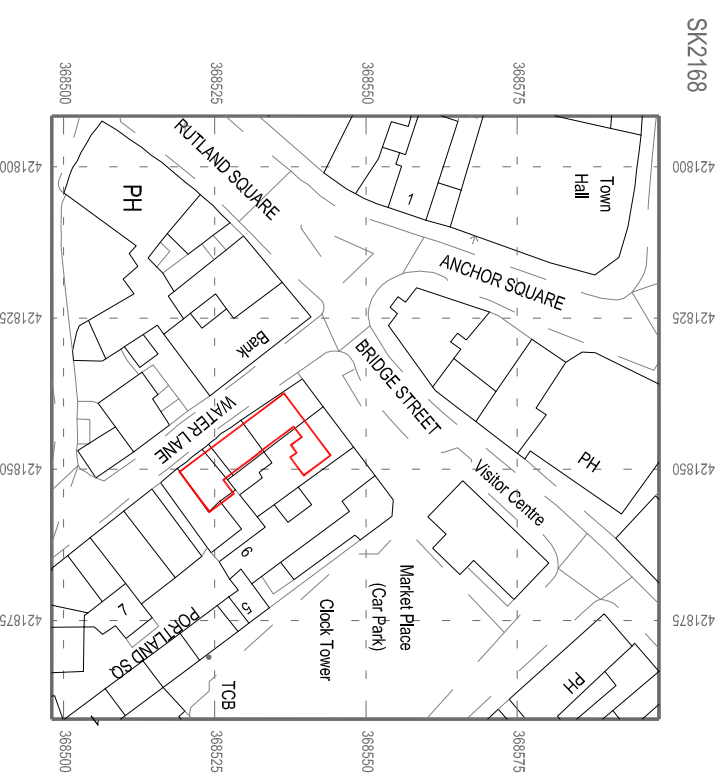 SK2168
368500
368525
368550
368575
421800
421800
RUTLAND SQUARE
PH
1
Town
Hall
ANCHOR SQUARE
421825
421825
Bank
BRIDGE STREET
WATER LANE
421850
421850
PH
Visitor Centre
6
7
5
PORTLAND SQ
Clock Tower
Market Place
(Car Park)
421875
421875
TCB
PH
368500
368525
368550
368575